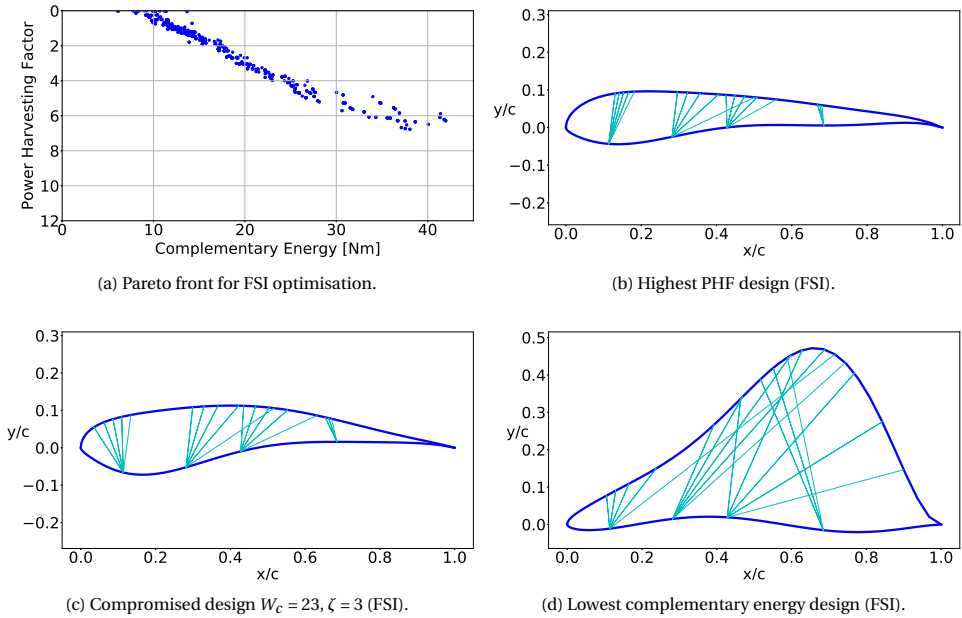 0
2
4
6
8
10
12
Power Harvesting Factor
0
10
20
30
40
Complementary Energy [Nm]
(a) Pareto front for FSI optimisation.
0.3
0.2
0.1
0.0
−0.1
−0.2
y/c
0.0 0.2 0.4 0.6 0.8 1.0
x/c
(b) Highest PHF design (FSI).
0.3
0.2
0.1
0.0
−0.1
−0.2
y/c
0.0 0.2 0.4 0.6 0.8 1.0
x/c
(c) Compromised design W_c = 23, ζ = 3 (FSI).
0.5
0.4
0.3
0.2
0.1
0.0
y/c
0.0 0.2 0.4 0.6 0.8 1.0
x/c
(d) Lowest complementary energy design (FSI).